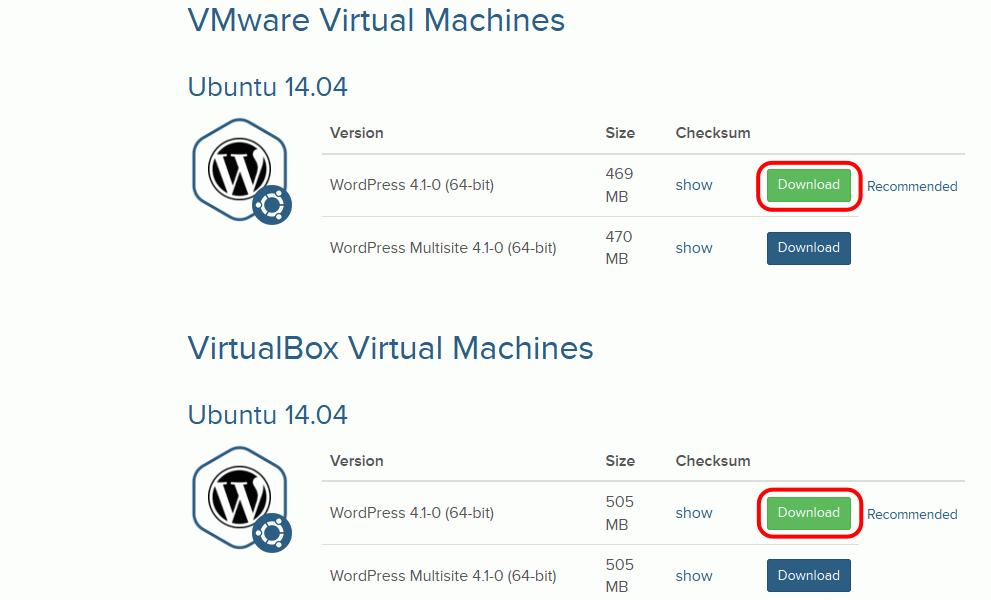 VMware Virtual Machines
Ubuntu 14.04
Version Size Checksum
WordPress 4.1-0 (64-bit) 469 MB show Download Recommended
WordPress Multisite 4.1-0 (64-bit) 470 MB show Download
VirtualBox Virtual Machines
Ubuntu 14.04
Version Size Checksum
WordPress 4.1-0 (64-bit) 505 MB show Download Recommended
WordPress Multisite 4.1-0 (64-bit) 505 MB show Download